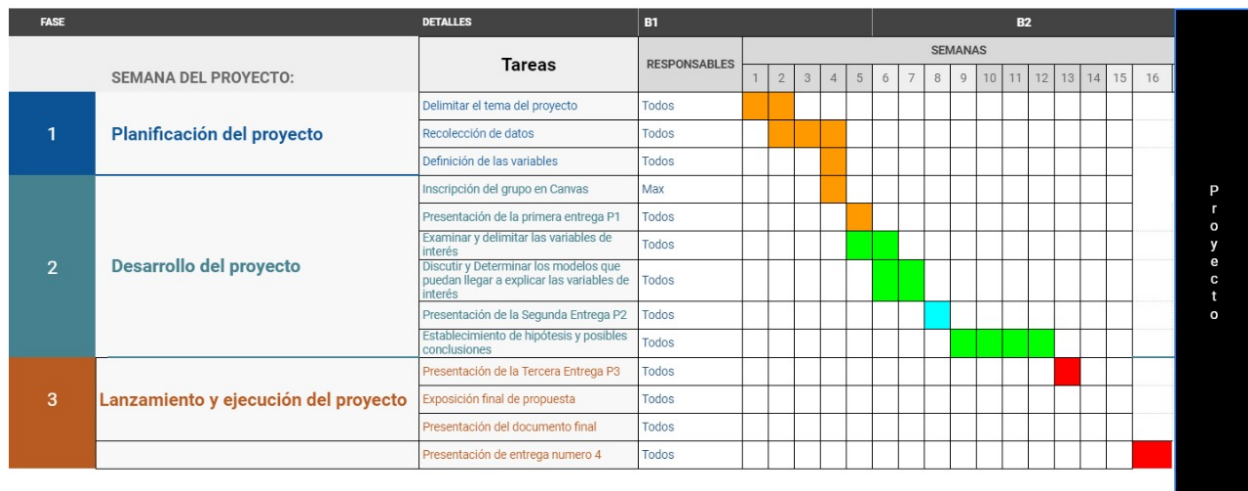 FASE DETALLES B1 B2
SEMANA DEL PROYECTO: Tareas RESPONSABLES SEMANAS
1 2 3 4 5 6 7 8 9 10 11 12 13 14 15 16
1 Planificación del proyecto
Delimitar el tema del proyecto Todos
Recolección de datos Todos
Definición de las variables Todos
2 Desarrollo del proyecto
Inscripción del grupo en Canvas Max
Presentación de la primera entrega P1 Todos
Examinar y delimitar las variables de
interés Todos
Discutir y Determinar los modelos que
puedan llegar a explicar las variables de
interés Todos
Presentación de la Segunda Entrega P2 Todos
Establecimiento de hipótesis y posibles
conclusiones Todos
3 Lanzamiento y ejecución del proyecto
Presentación de la Tercera Entrega P3 Todos
Exposición final de propuesta Todos
Presentación del documento final Todos
Presentación de entrega numero 4 Todos
Proyecto